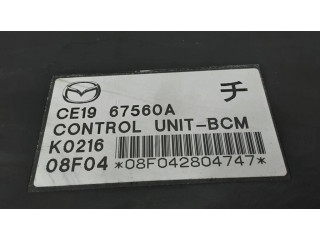 CE19 67560A チ
CONTROL UNIT-BCM
K0216
08F04 *08F042804747*